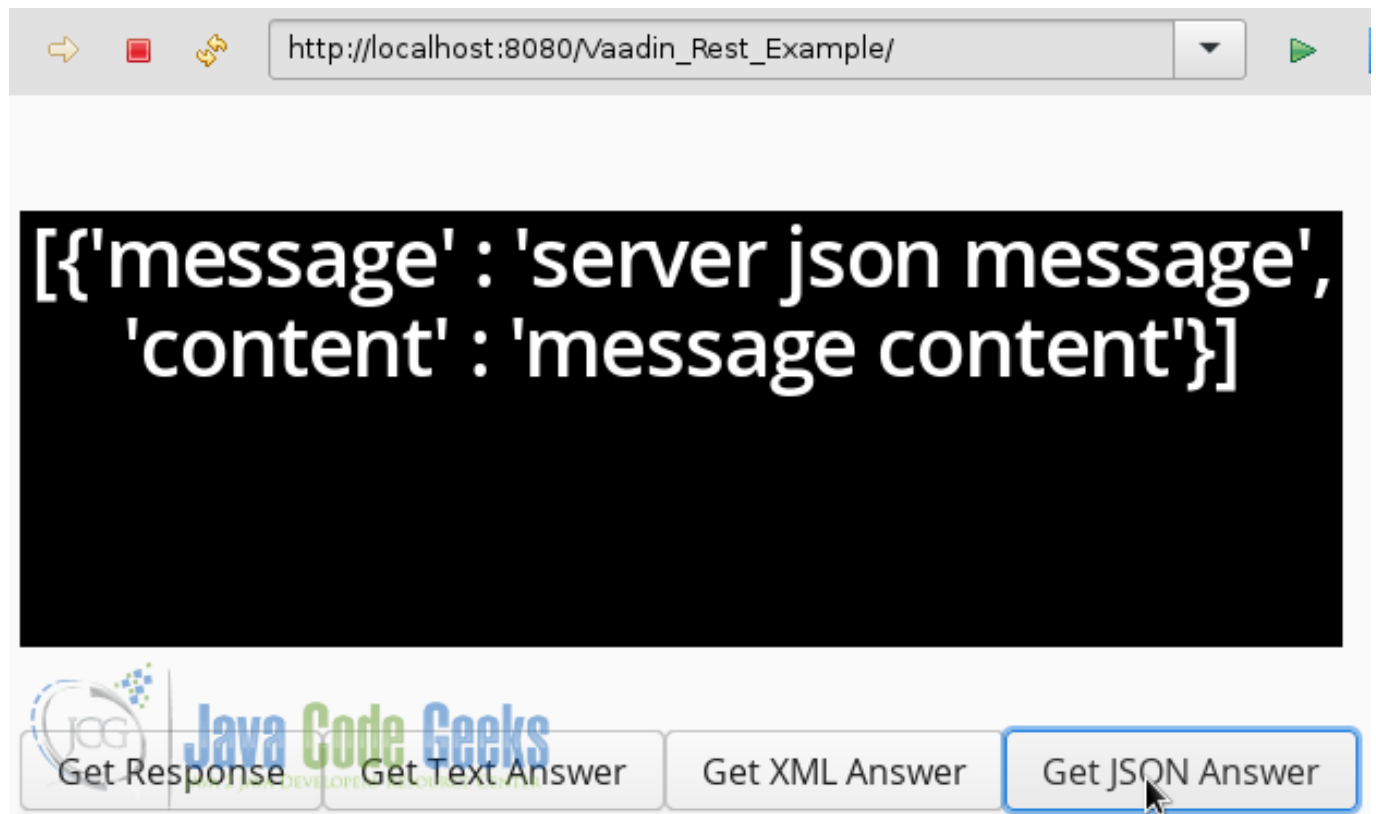 http://localhost:8080/Vaadin_Rest_Example/
[{'message' : 'server json message',
'content' : 'message content'}]
JCG
Java Code Geeks
Get Response
Get Text Answer
Get XML Answer
Get JSON Answer